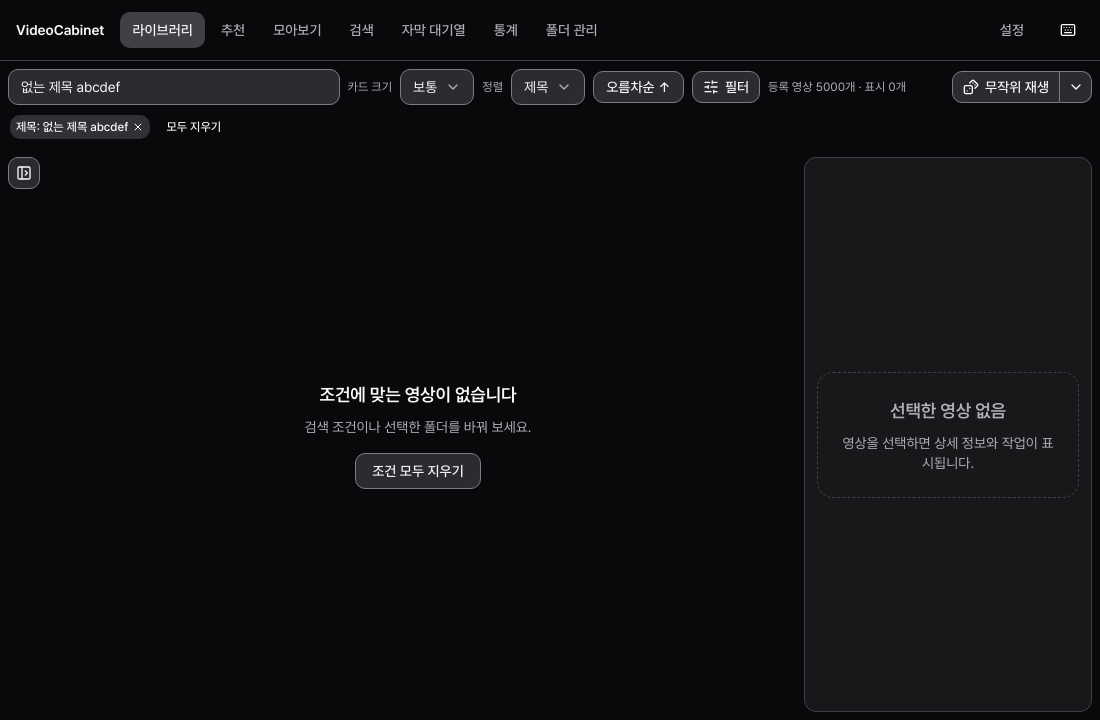 VideoCabinet 라이브러리 추천 모아보기 검색 자막 대기열 통계 폴더 관리 설정
없는 제목 abcdef 카드 크기 보통 정렬 제목 오름차순 ↑ 필터 등록 영상 5000개 · 표시 0개 무작위 재생
제목: 없는 제목 abcdef × 모두 지우기
조건에 맞는 영상이 없습니다
검색 조건이나 선택한 폴더를 바꿔 보세요.
조건 모두 지우기
선택한 영상 없음
영상을 선택하면 상세 정보와 작업이 표
시됩니다.